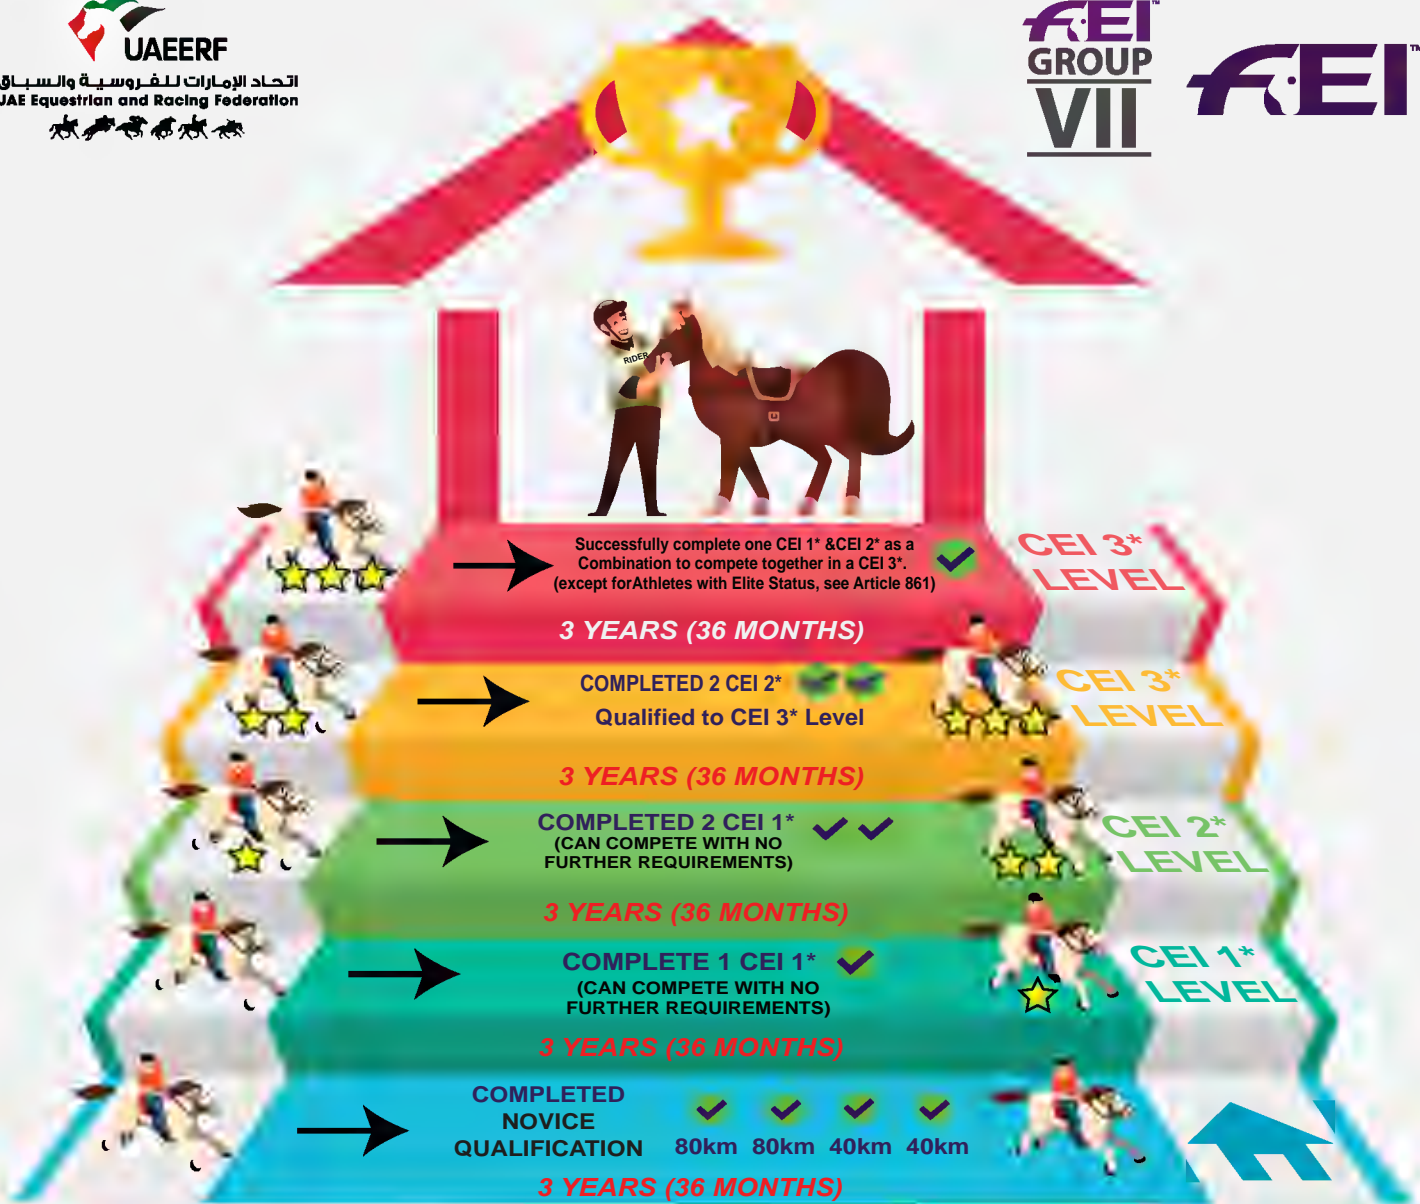 UAEERF
اتحاد الإمارات للفروسية والسباق
UAE Equestrian and Racing Federation
FEI
GROUP
VII
FEI
TM
RIDER
Successfully complete one CEI 1* &CEI 2* as a
Combination to compete together in a CEI 3*.
(except forAthletes with Elite Status, see Article 861)
CEI 3*
LEVEL
3 YEARS (36 MONTHS)
COMPLETED 2 CEI 2*
Qualified to CEI 3* Level
CEI 3*
LEVEL
3 YEARS (36 MONTHS)
COMPLETED 2 CEI 1*
(CAN COMPETE WITH NO
FURTHER REQUIREMENTS)
CEI 2*
LEVEL
3 YEARS (36 MONTHS)
COMPLETE 1 CEI 1*
(CAN COMPETE WITH NO
FURTHER REQUIREMENTS)
CEI 1*
LEVEL
3 YEARS (36 MONTHS)
COMPLETED
NOVICE
QUALIFICATION
80km 80km 40km 40km
3 YEARS (36 MONTHS)